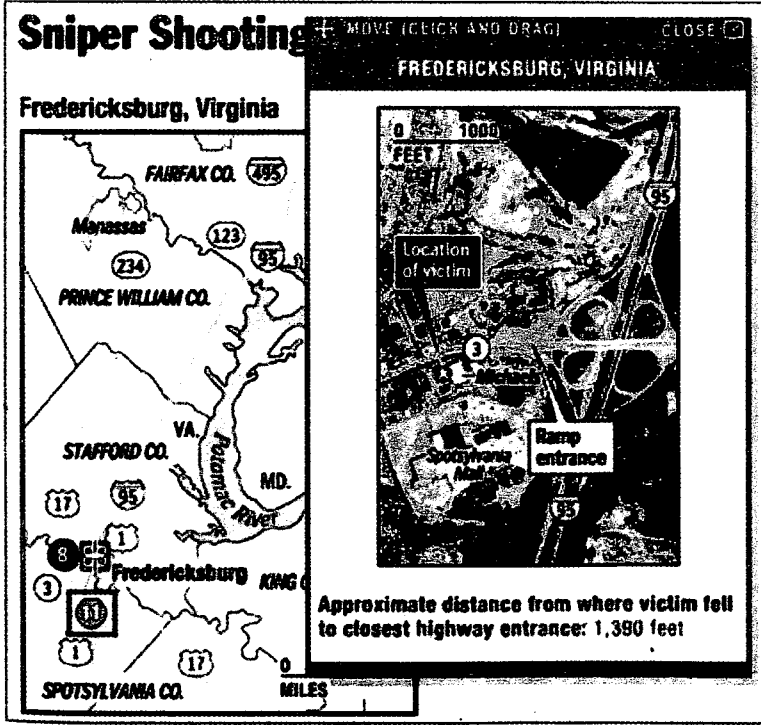 Sniper Shooting
Fredericksburg, Virginia
FAIRFAX CO.
495
Manassas
123
95
234
PRINCE WILLIAM CO.
VA.
Potomac River
STAFFORD CO.
MD.
17
95
1
8
Fredericksburg
KING
3
1
17
0
MILES
SPOTSYLVANIA CO.
MOVE (CLICK AND DRAG)
CLOSE
FREDERICKSBURG, VIRGINIA
0 1000
FEET
95
Location
of victim
3
Spotsylvania
Mall
Ramp
entrance
95
Approximate distance from where victim fell
to closest highway entrance: 1,390 feet